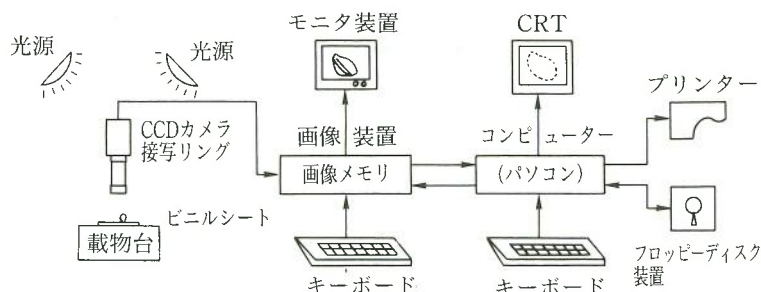 モニタ装置
CRT
光源
光源
プリンター
CCDカメラ
接写リング
画像 装置
コンピューター
画像メモリ
(パソコン)
ビニルシート
載物台
フロッピーディスク
装置
キーボード
キーボード